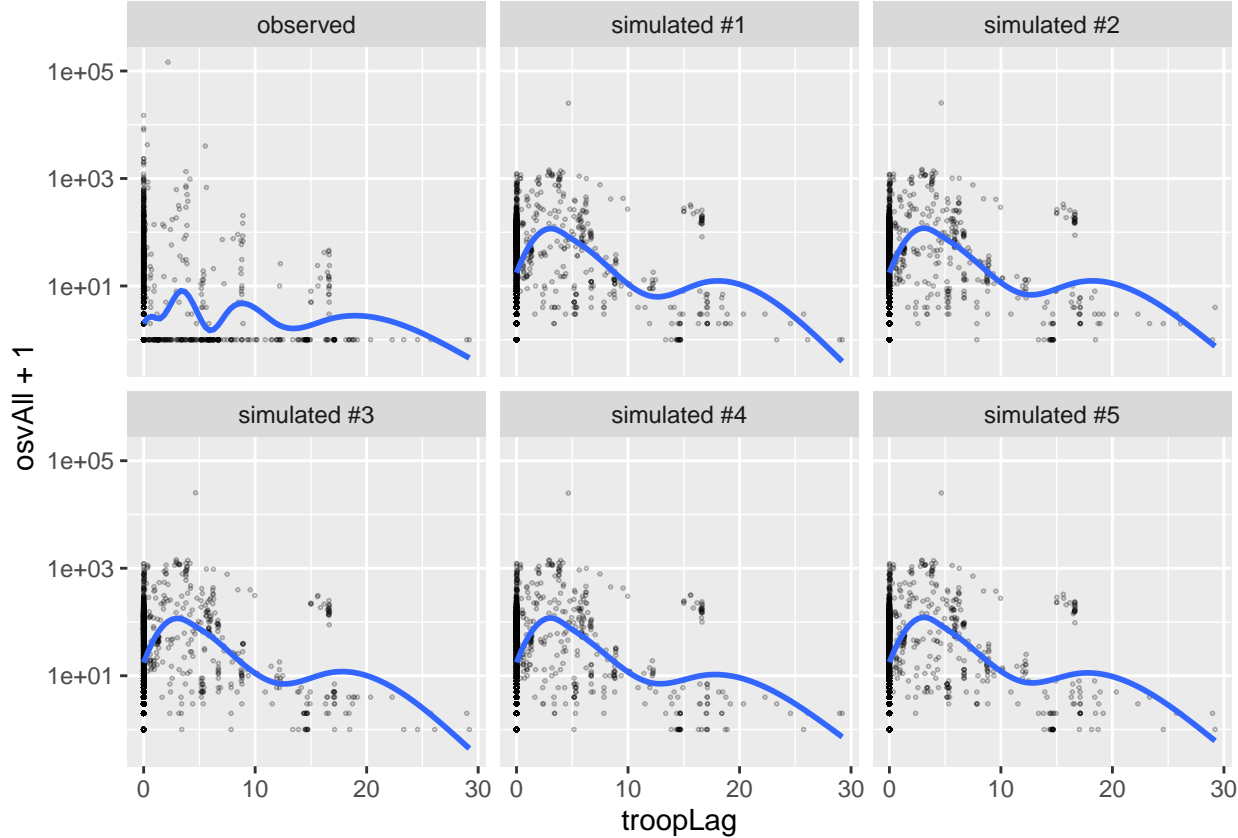 observed
simulated #1
simulated #2
1e+05
1e+03
1e+01
simulated #3
simulated #4
simulated #5
1e+05
1e+03
1e+01
0 10 20 30 0 10 20 30 0 10 20 30
troopLag
osvAll + 1